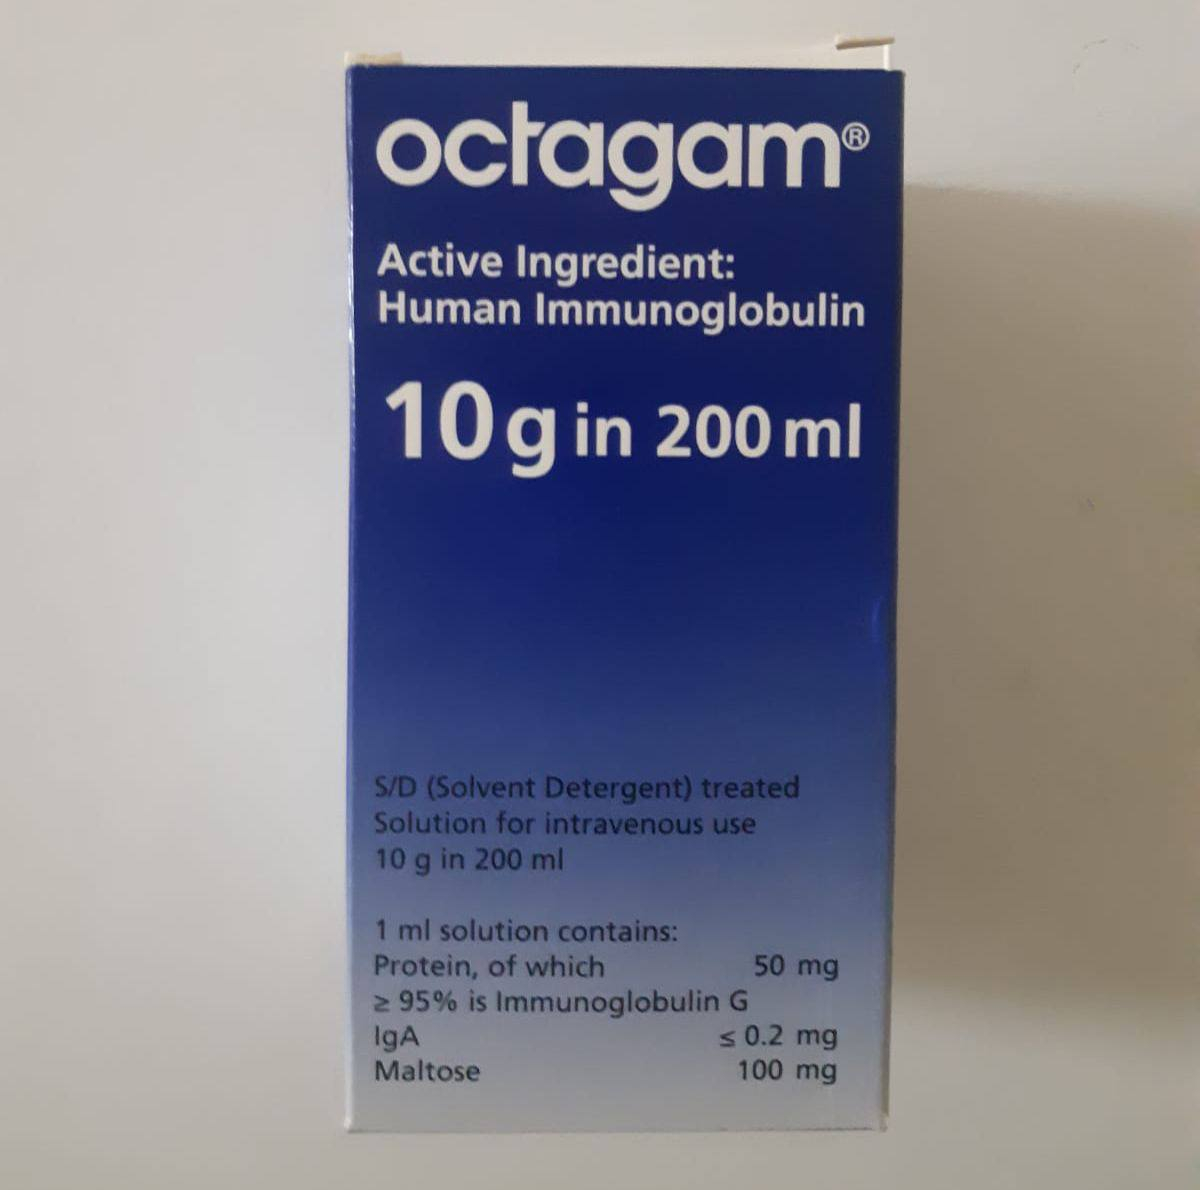 octagam®
Active Ingredient:
Human Immunoglobulin
10 g in 200 ml
S/D (Solvent Detergent) treated
Solution for intravenous use
10 g in 200 ml
1 ml solution contains:
Protein, of which 50 mg
≥ 95% is Immunoglobulin G
IgA ≤ 0.2 mg
Maltose 100 mg